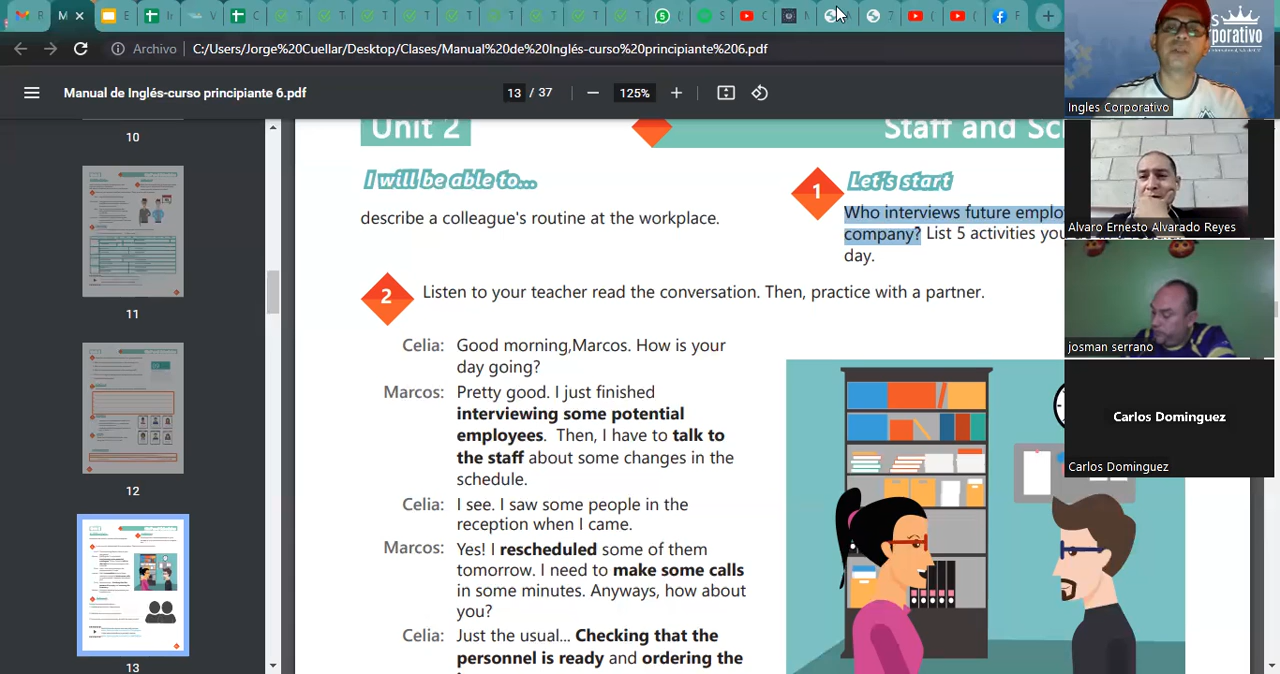 Archivo
C:/Users/Jorge%20Cuellar/Desktop/Clases/Manual%20de%20Inglés-curso%20principiante%206.pdf
Manual de Inglés-curso principiante 6.pdf
13 / 37
125%
10
11
12
13
Unit 2
Staff and Sc
I will be able to...
describe a colleague's routine at the workplace.
1
Let's start
Who interviews future emplo
company? List 5 activities you
day.
2
Listen to your teacher read the conversation. Then, practice with a partner.
Celia: Good morning,Marcos. How is your
day going?
Marcos: Pretty good. I just finished
interviewing some potential
employees. Then, I have to talk to
the staff about some changes in the
schedule.
Celia: I see. I saw some people in the
reception when I came.
Marcos: Yes! I rescheduled some of them
tomorrow. I need to make some calls
in some minutes. Anyways, how about
you?
Celia: Just the usual... Checking that the
personnel is ready and ordering the
porativo
Ingles Corporativo
Alvaro Ernesto Alvarado Reyes
josman serrano
Carlos Dominguez
Carlos Dominguez